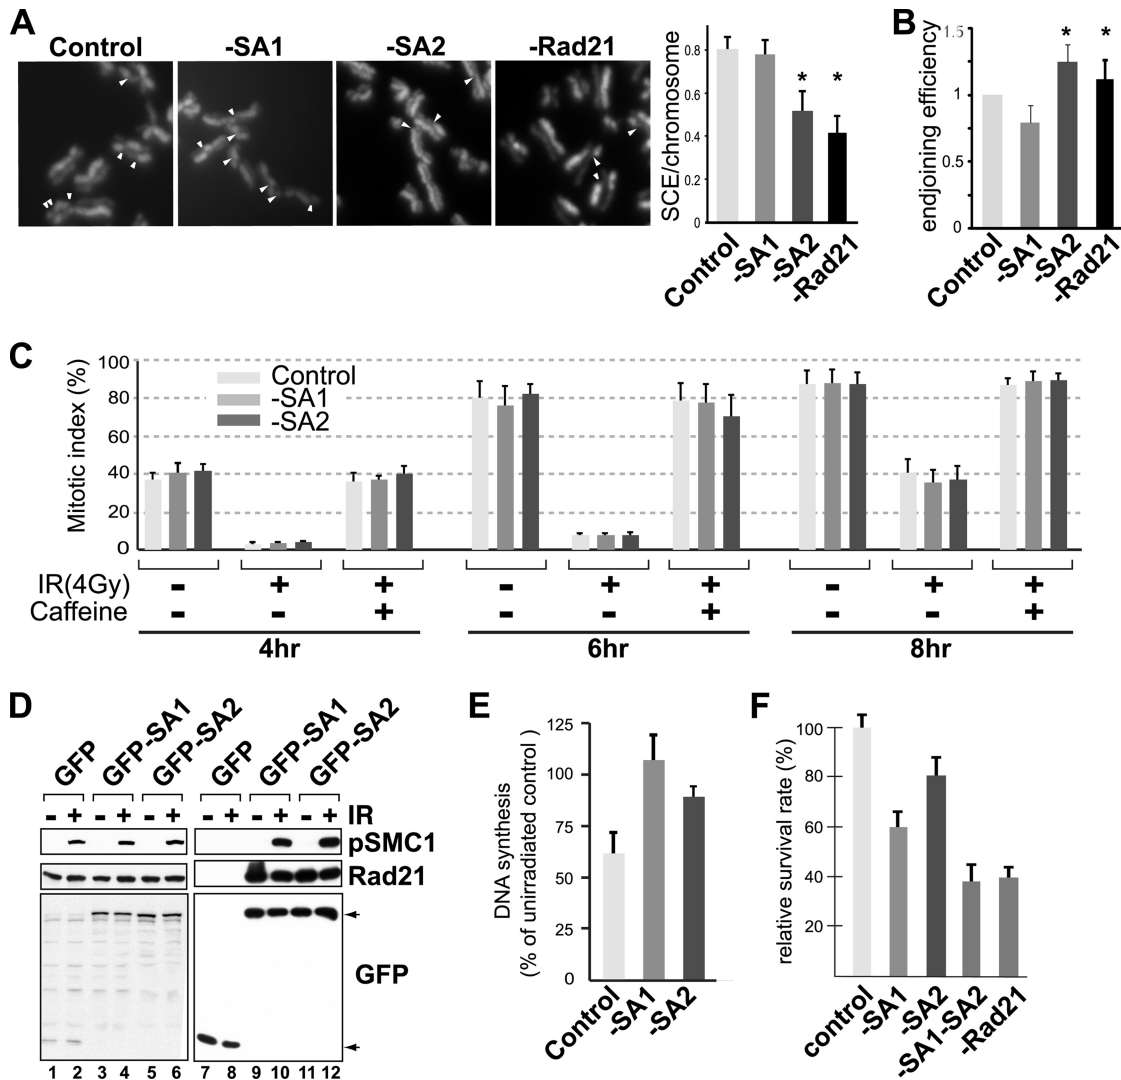 A
Control
-SA1
-SA2
-Rad21
SCE/chromosome
0.8
0.6
0.4
0.2
0
*
*
Control
-SA1
-SA2
-Rad21
B
endjoining efficiency
1.5
1
0.5
0
*
*
Control
-SA1
-SA2
-Rad21
C
Mitotic index (%)
100
80
60
40
20
0
Control
-SA1
-SA2
IR(4Gy) - + + - + + - + +
Caffeine - - + - - + - - +
4hr 6hr 8hr
D
GFP GFP-SA1 GFP-SA2 GFP GFP-SA1 GFP-SA2
- + - + - + IR - + - + - +
pSMC1
Rad21
GFP
1 2 3 4 5 6 7 8 9 10 11 12
E
DNA synthesis
(% of unirradiated control )
125
100
75
50
25
0
Control
-SA1
-SA2
F
relative survival rate (%)
100
80
60
40
20
control
-SA1
-SA2
-SA1-SA2
-Rad21